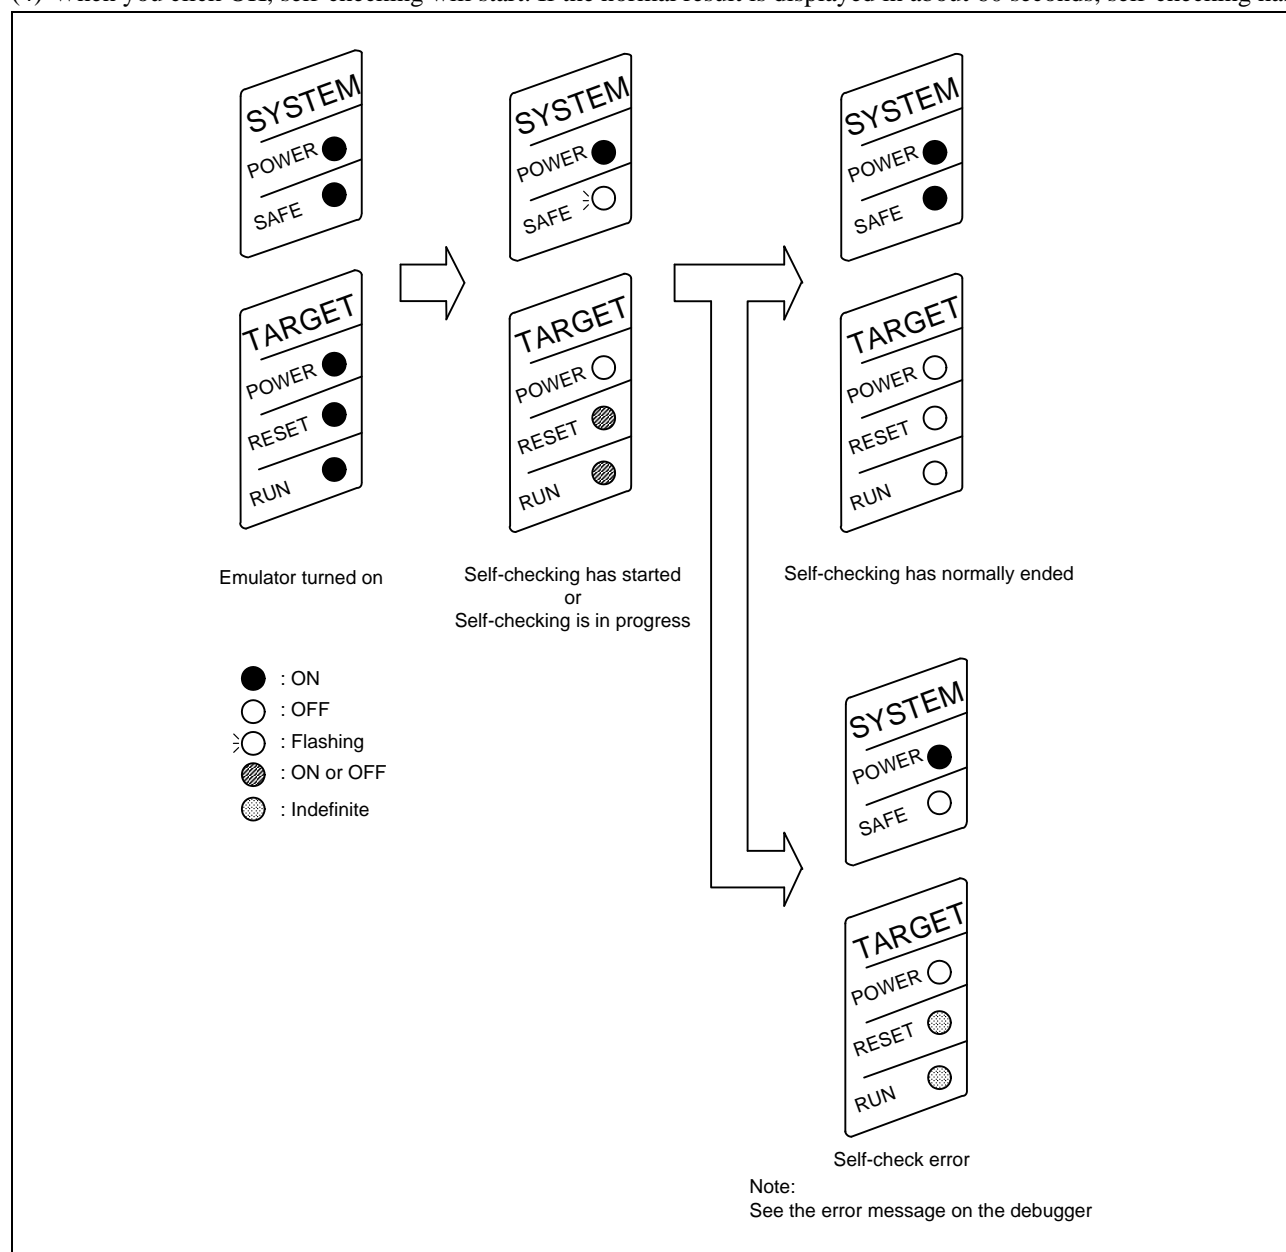 (4) When you click OK, self-checking will start. If the normal result is displayed in about 60 seconds, self-checking has
SYSTEM
POWER
SAFE
TARGET
POWER
RESET
RUN
Emulator turned on
SYSTEM
POWER
SAFE
TARGET
POWER
RESET
RUN
Self-checking has started
or
Self-checking is in progress
SYSTEM
POWER
SAFE
TARGET
POWER
RESET
RUN
Self-checking has normally ended
: ON
: OFF
: Flashing
: ON or OFF
: Indefinite
SYSTEM
POWER
SAFE
TARGET
POWER
RESET
RUN
Self-check error
Note:
See the error message on the debugger